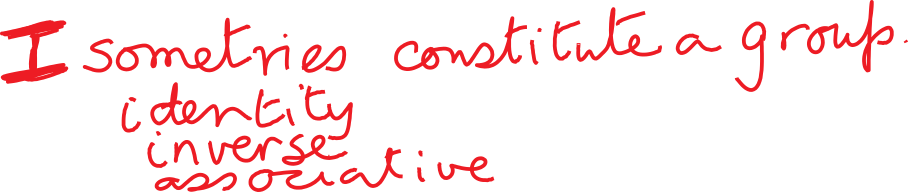 Isometries constitute a group.
identity
inverse
associative